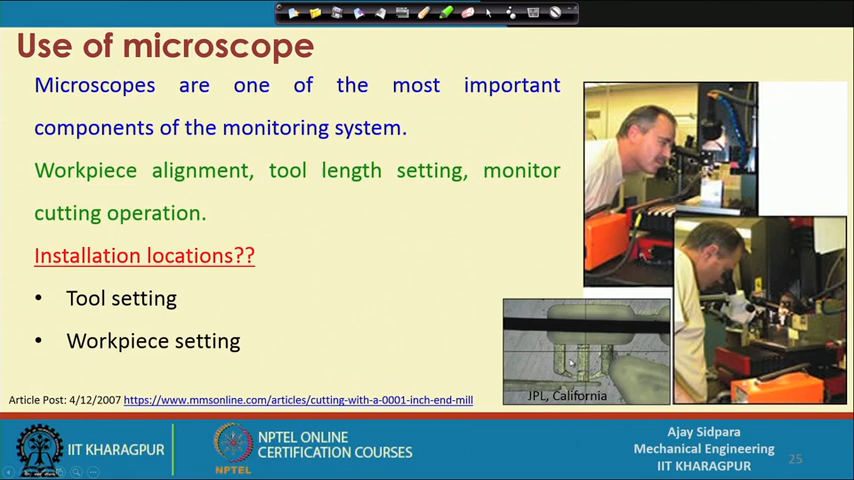 Use of microscope
Microscopes are one of the most important
components of the monitoring system.
Workpiece alignment, tool length setting, monitor
cutting operation.
Installation locations??
• Tool setting
• Workpiece setting
JPL, California
Article Post: 4/12/2007 https://www.mmsonline.com/articles/cutting-with-a-0001-inch-end-mill
IIT KHARAGPUR
NPTEL
NPTEL ONLINE
CERTIFICATION COURSES
Ajay Sidpara
Mechanical Engineering
IIT KHARAGPUR
25